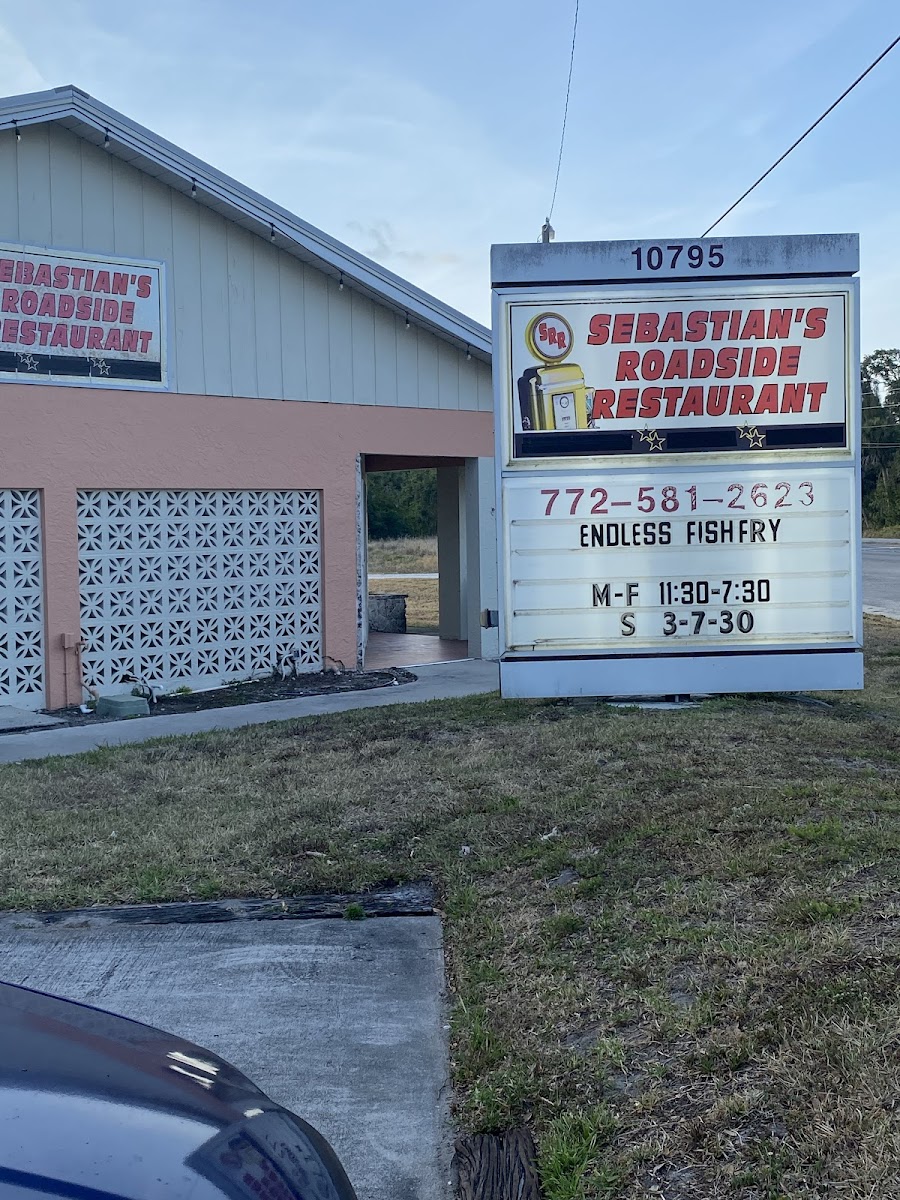 EBASTIAN'S
ROADSIDE
RESTAURANT
10795
SRR
SEBASTIAN'S
ROADSIDE
RESTAURANT
772-581-2623
ENDLESS FISHFRY
M-F 11:30-7:30
S 3-7-30